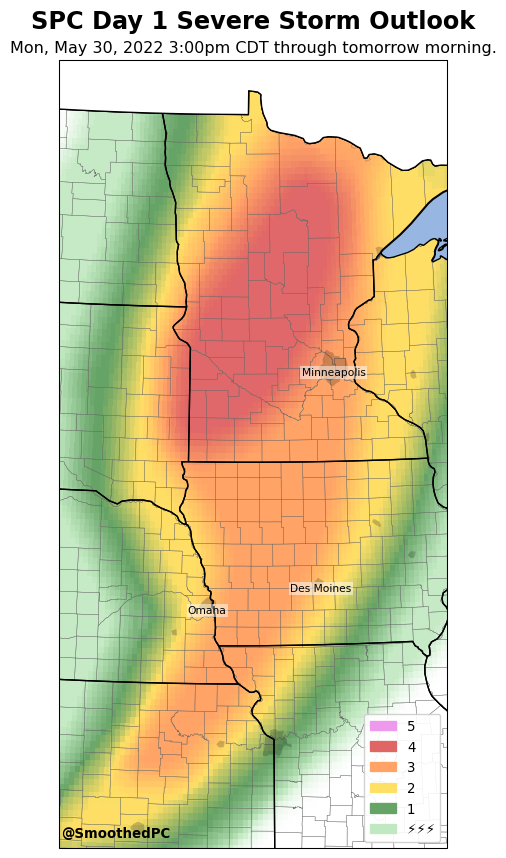 SPC Day 1 Severe Storm Outlook
Mon, May 30, 2022 3:00pm CDT through tomorrow morning.
Minneapolis
Des Moines
Omaha
5
4
3
2
1
⚡⚡⚡
@SmoothedPC